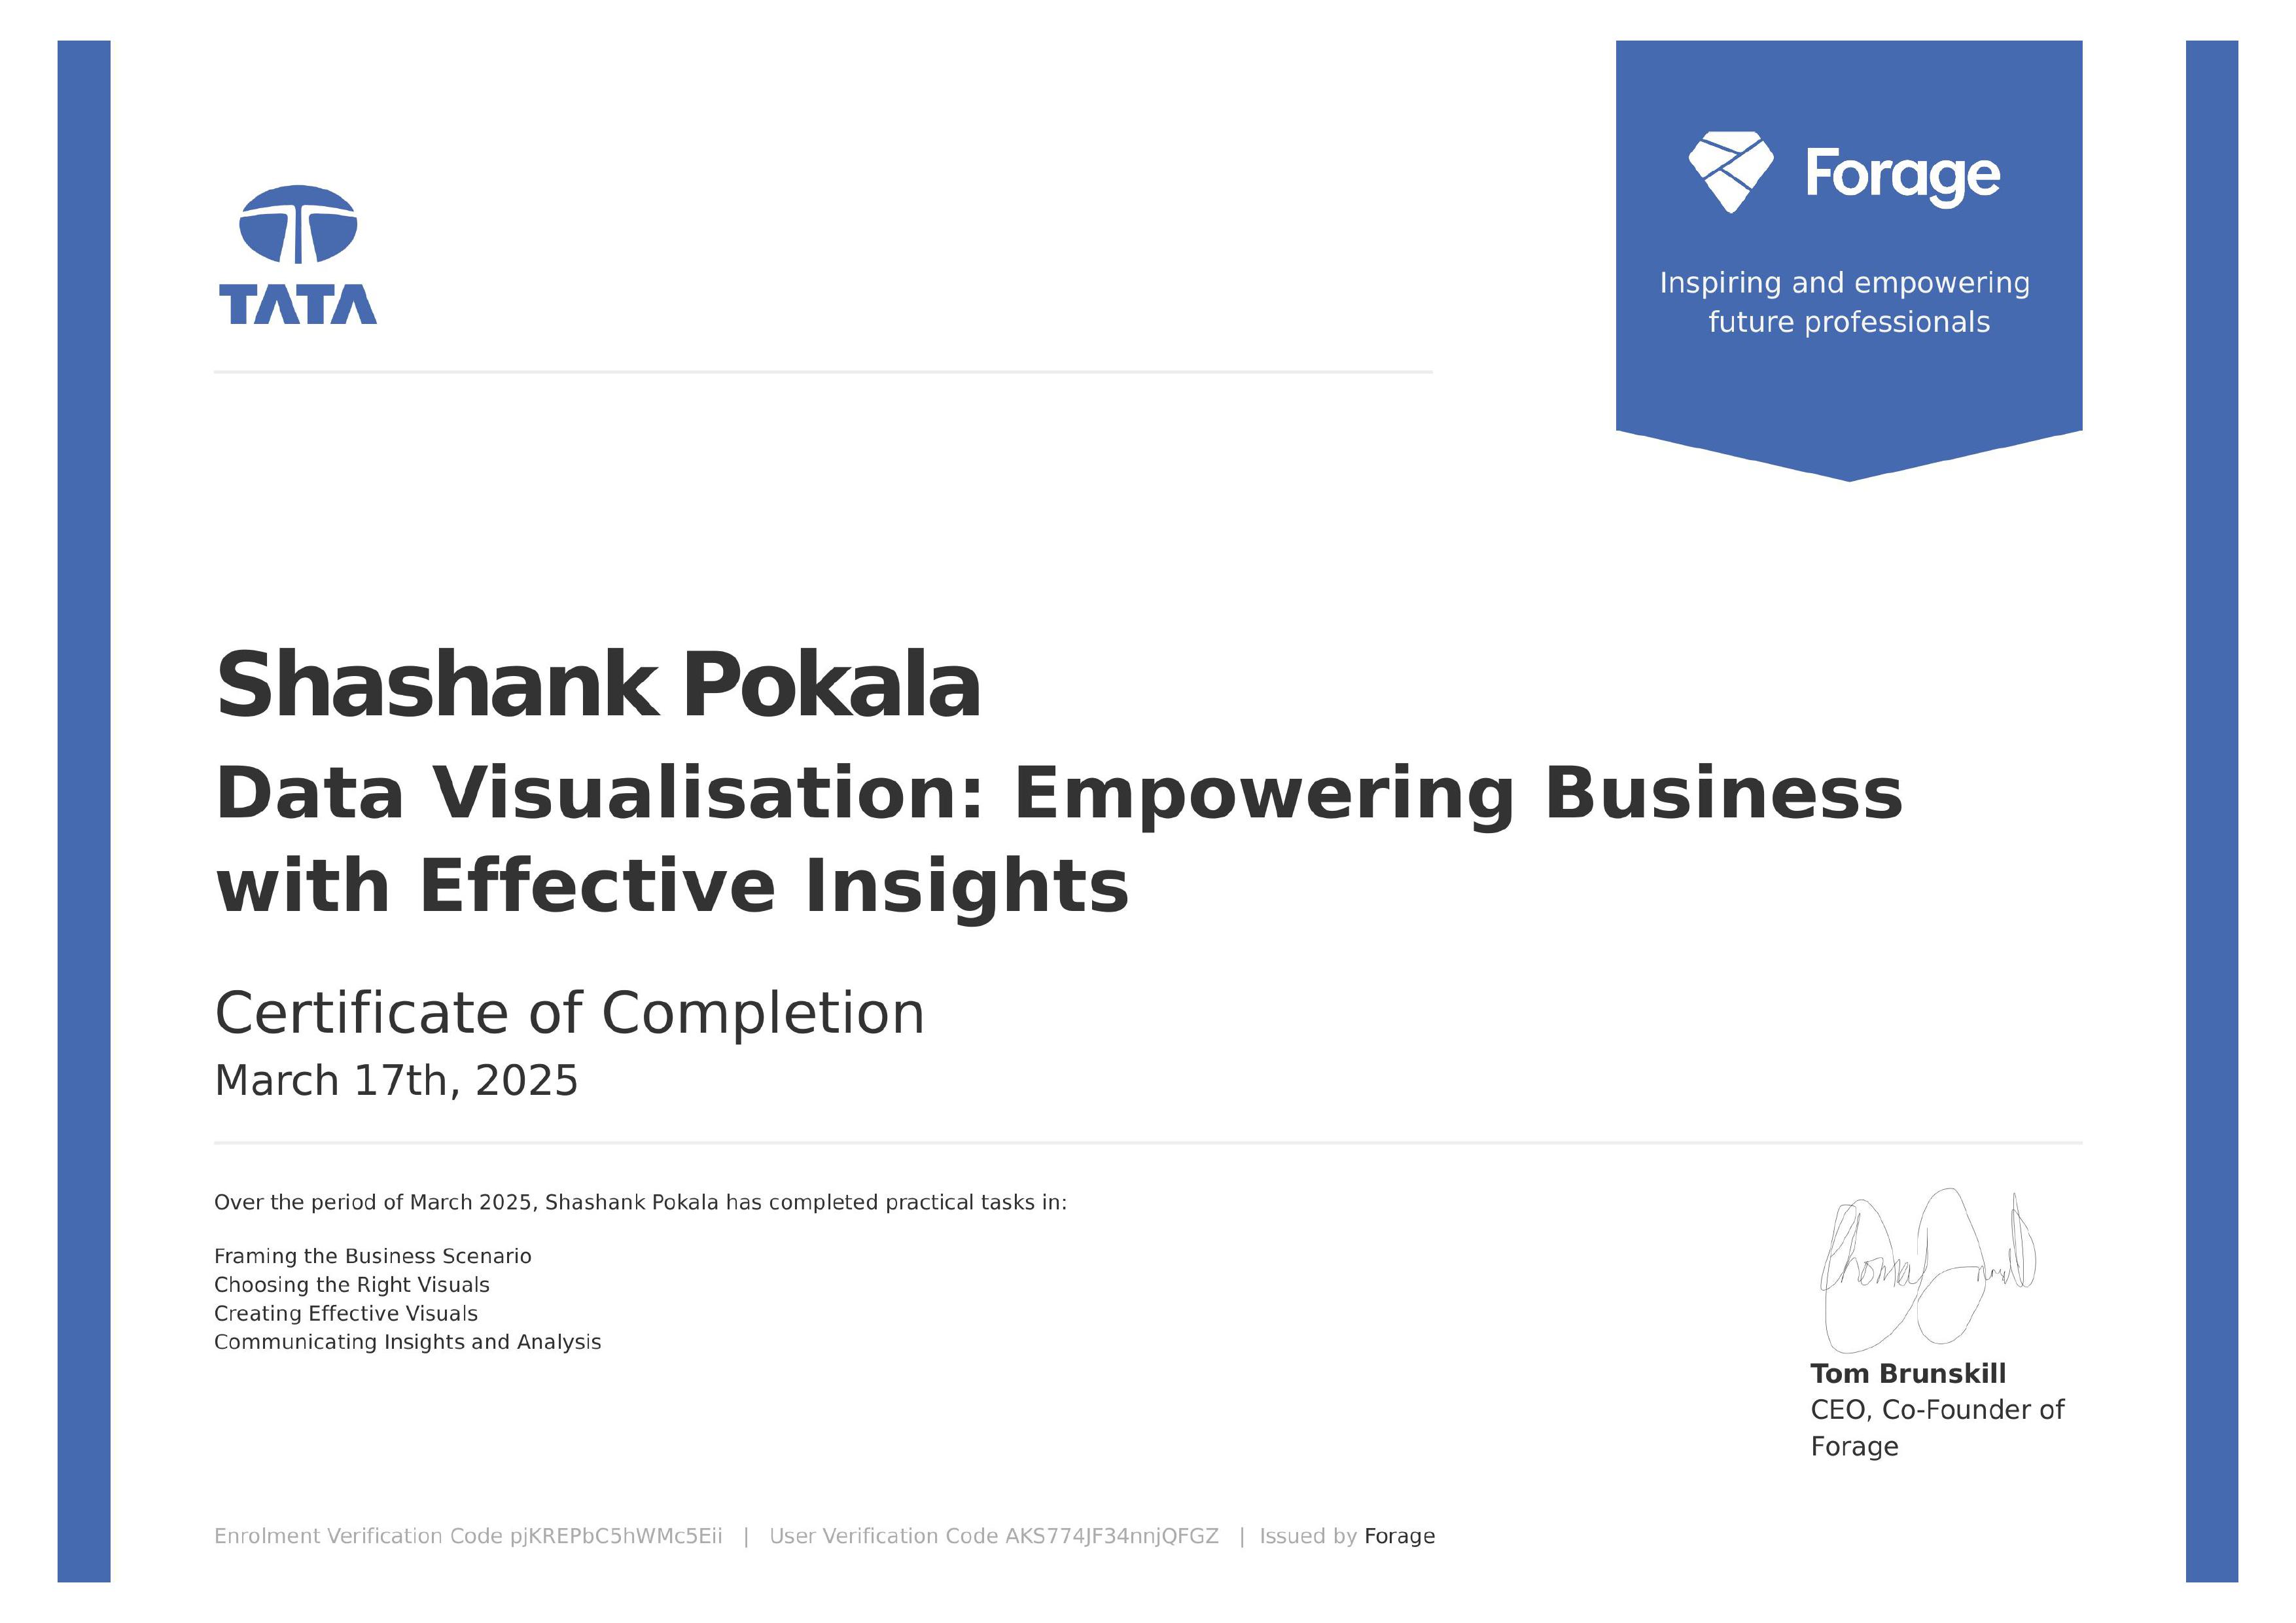 TATA
Forage
Inspiring and empowering
future professionals
Shashank Pokala
Data Visualisation: Empowering Business
with Effective Insights
Certificate of Completion
March 17th, 2025
Over the period of March 2025, Shashank Pokala has completed practical tasks in:
Framing the Business Scenario
Choosing the Right Visuals
Creating Effective Visuals
Communicating Insights and Analysis
Tom Brunskill
CEO, Co-Founder of
Forage
Enrolment Verification Code pjKREPbC5hWMc5Eii | User Verification Code AKS774JF34nnjQFGZ | Issued by Forage